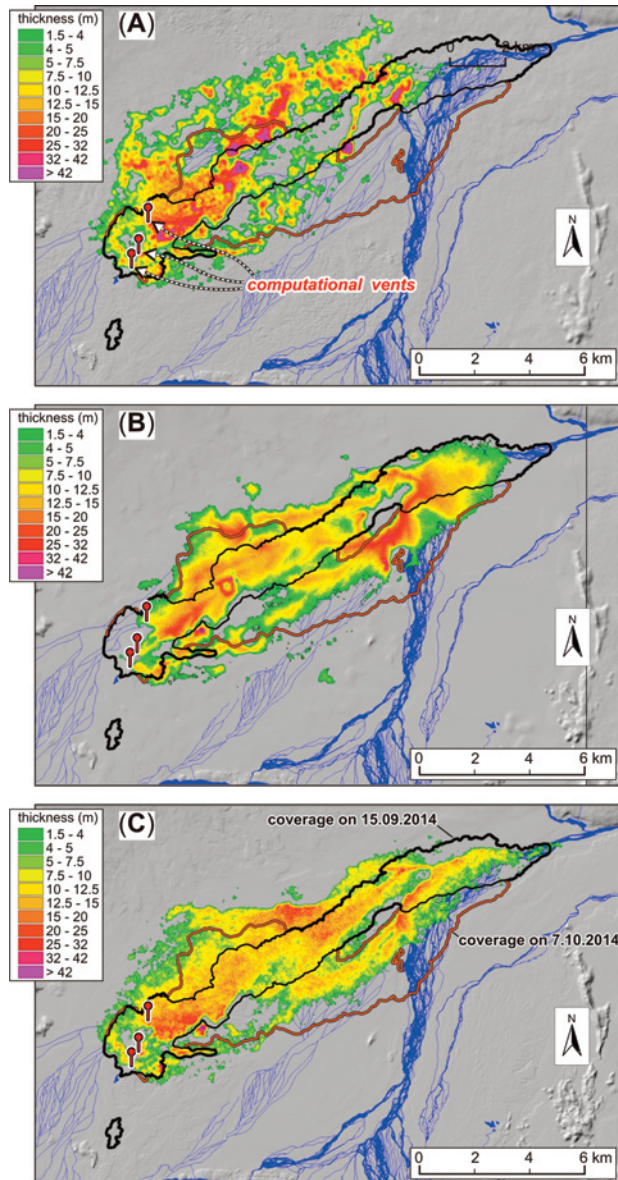 thickness (m)
1.5 - 4
4 - 5
5 - 7.5
7.5 - 10
10 - 12.5
12.5 - 15
15 - 20
20 - 25
25 - 32
32 - 42
> 42
(A)
0
2 km
computational vents
N
0 2 4 6 km
thickness (m)
1.5 - 4
4 - 5
5 - 7.5
7.5 - 10
10 - 12.5
12.5 - 15
15 - 20
20 - 25
25 - 32
32 - 42
> 42
(B)
N
0 2 4 6 km
thickness (m)
1.5 - 4
4 - 5
5 - 7.5
7.5 - 10
10 - 12.5
12.5 - 15
15 - 20
20 - 25
25 - 32
32 - 42
> 42
(C)
coverage on 15.09.2014
coverage on 7.10.2014
N
0 2 4 6 km